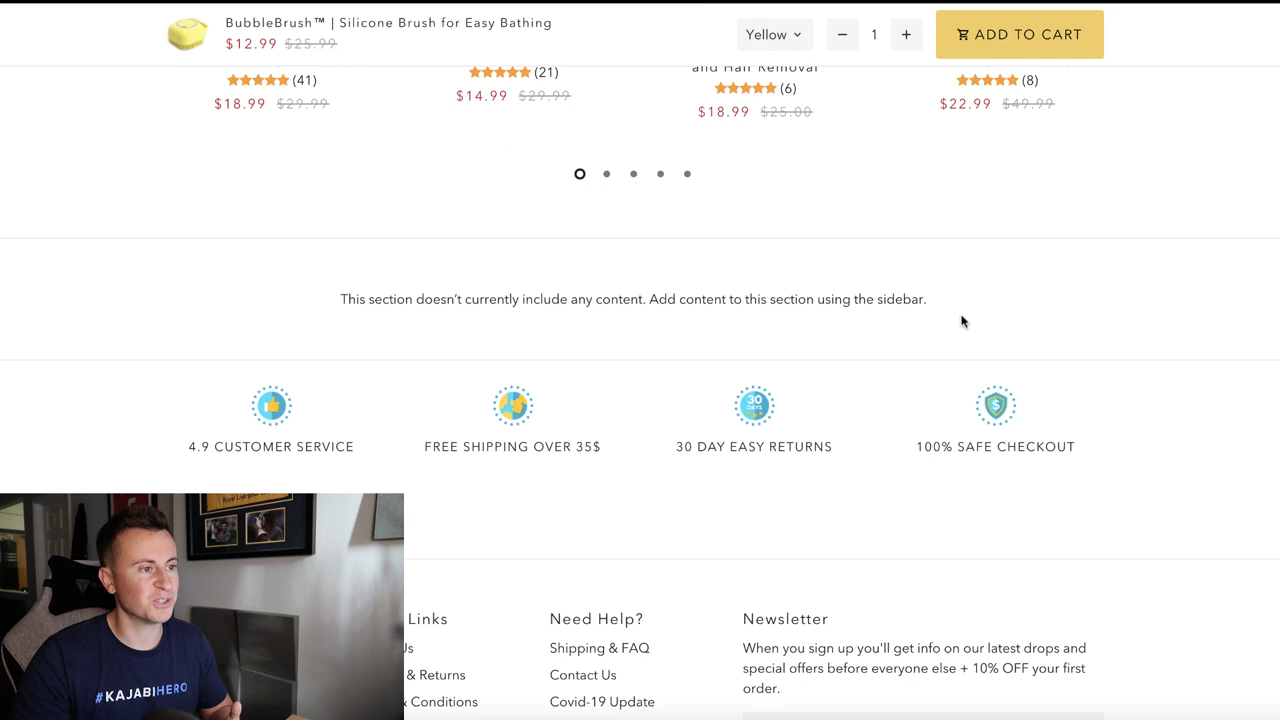 BubbleBrush™ | Silicone Brush for Easy Bathing
$12.99 $25.99
Yellow
1
ADD TO CART
and Hair Removal
(41)
(21)
(6)
(8)
$18.99 $29.99
$14.99 $29.99
$18.99 $25.00
$22.99 $49.99
This section doesn't currently include any content. Add content to this section using the sidebar.
30
DAYS
$
4.9 CUSTOMER SERVICE
FREE SHIPPING OVER 35$
30 DAY EASY RETURNS
100% SAFE CHECKOUT
Links
Us
& Returns
& Conditions
Need Help?
Shipping & FAQ
Contact Us
Covid-19 Update
Newsletter
When you sign up you'll get info on our latest drops and
special offers before everyone else + 10% OFF your first
order.
#KAJABIHERO